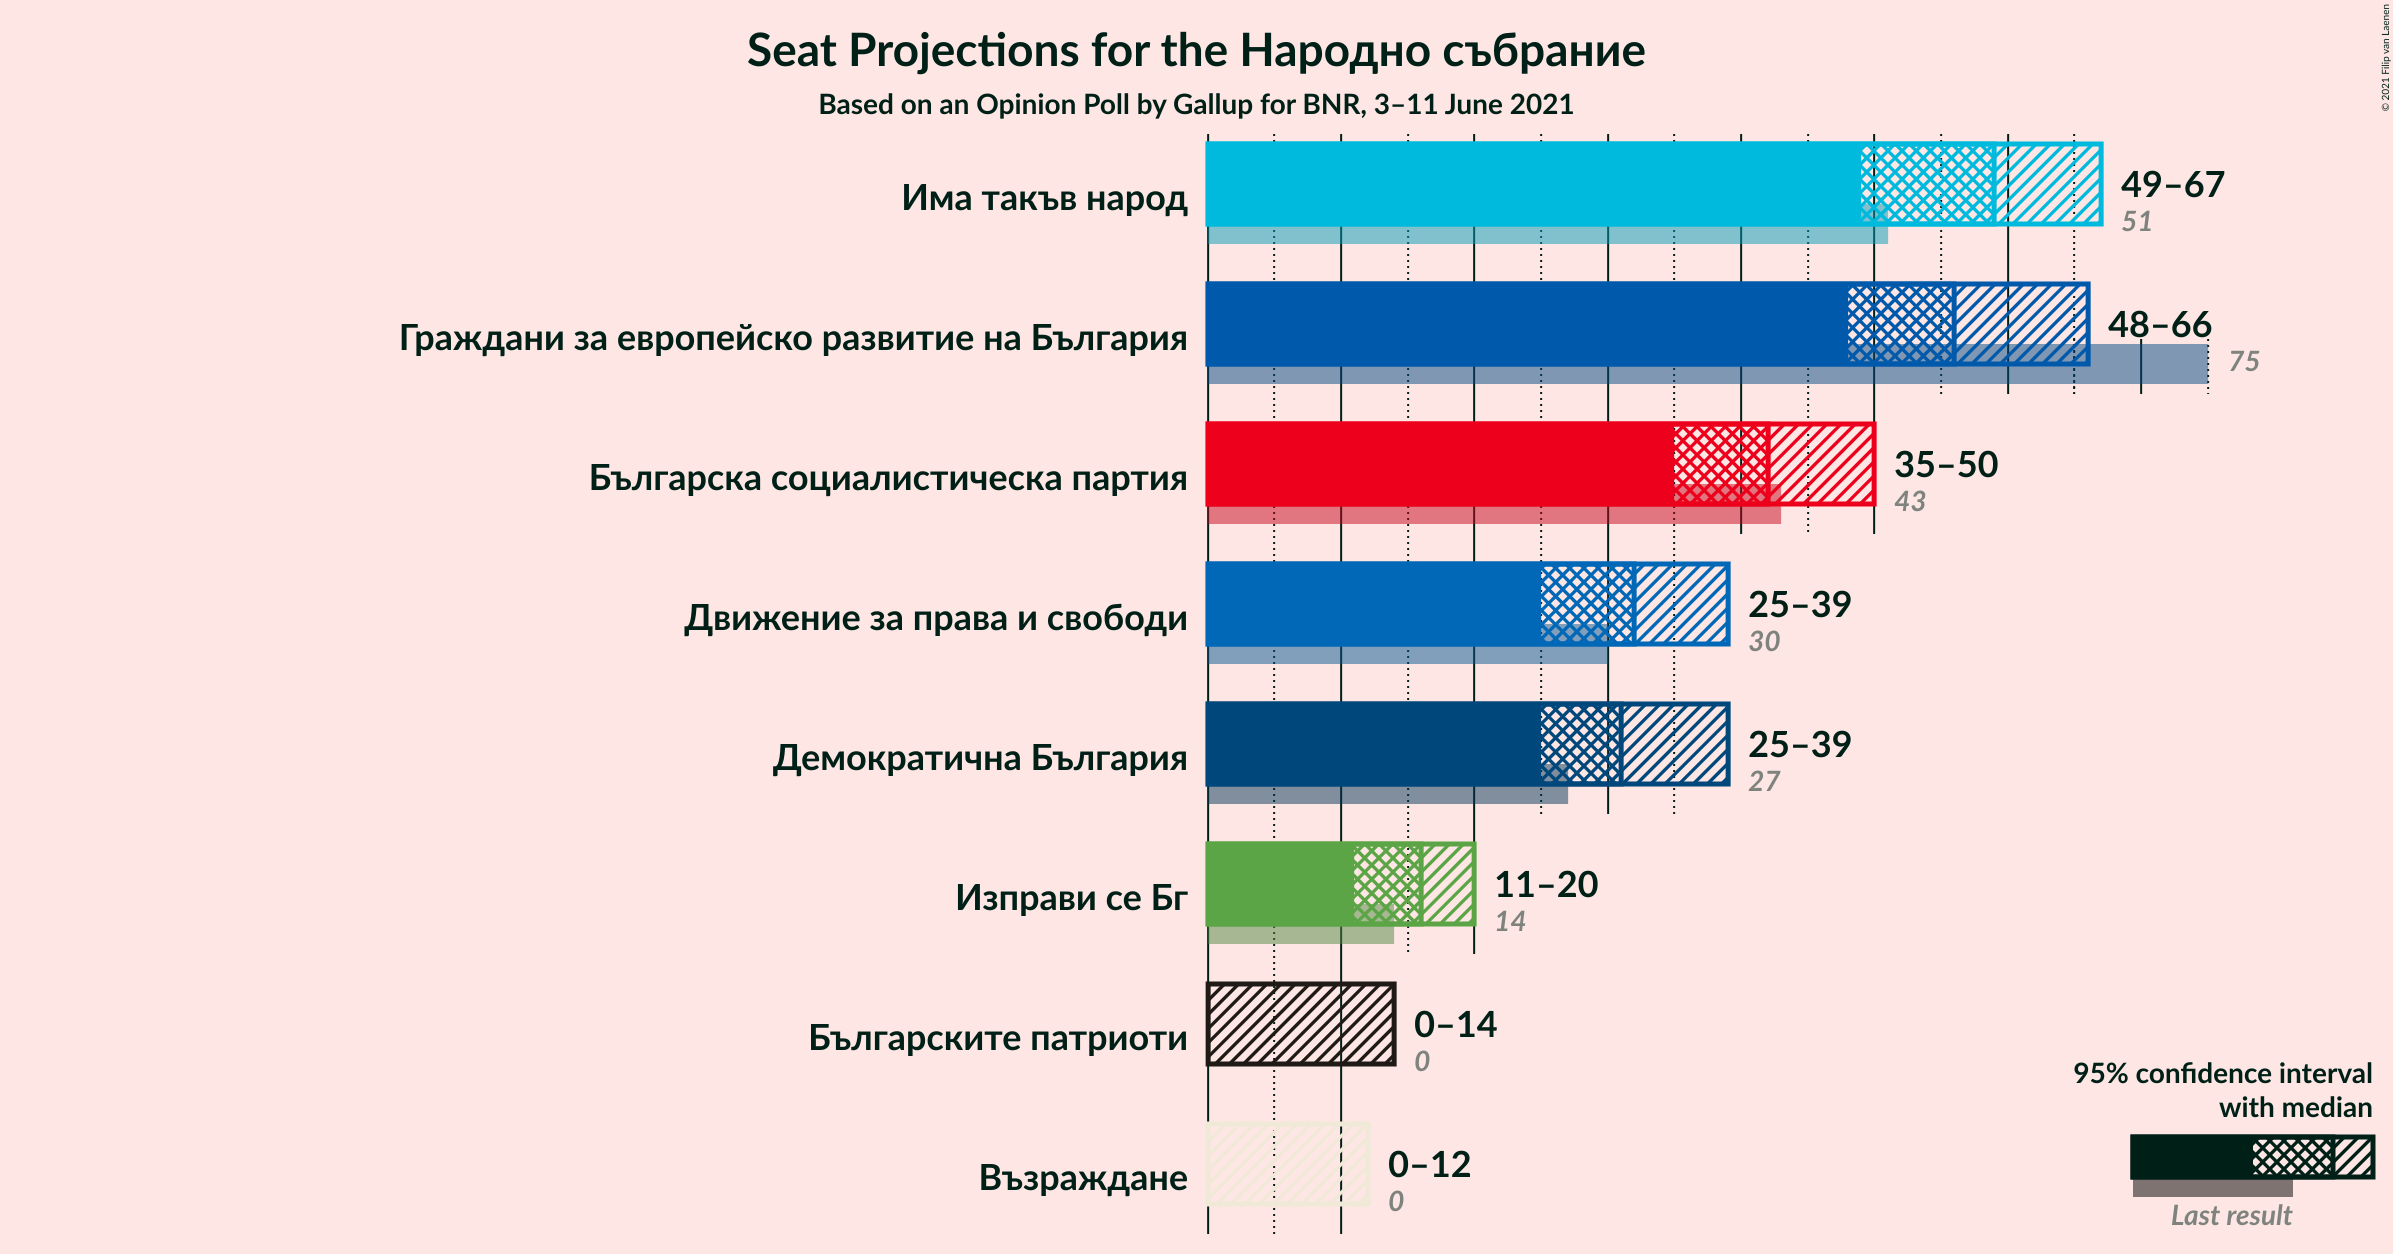 Seat Projections for the Народно събрание
Based on an Opinion Poll by Gallup for BNR, 3–11 June 2021
© 2021 Filip van Laenen
Има такъв народ
49–67
51
Граждани за европейско развитие на България
48–66
75
Българска социалистическа партия
35–50
43
Движение за права и свободи
25–39
30
Демократична България
25–39
27
Изправи се Бг
11–20
14
Българските патриоти
0–14
0
Възраждане
0–12
0
95% confidence interval
with median
Last result